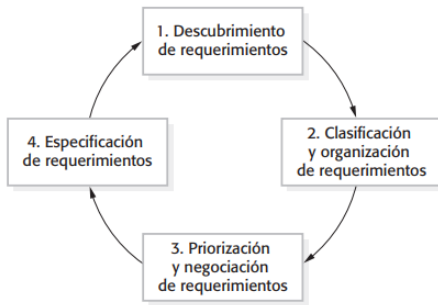 1. Descubrimiento
de requerimientos
2. Clasificación
y organización
de requerimientos
3. Priorización
y negociación
de requerimientos
4. Especificación
de requerimientos